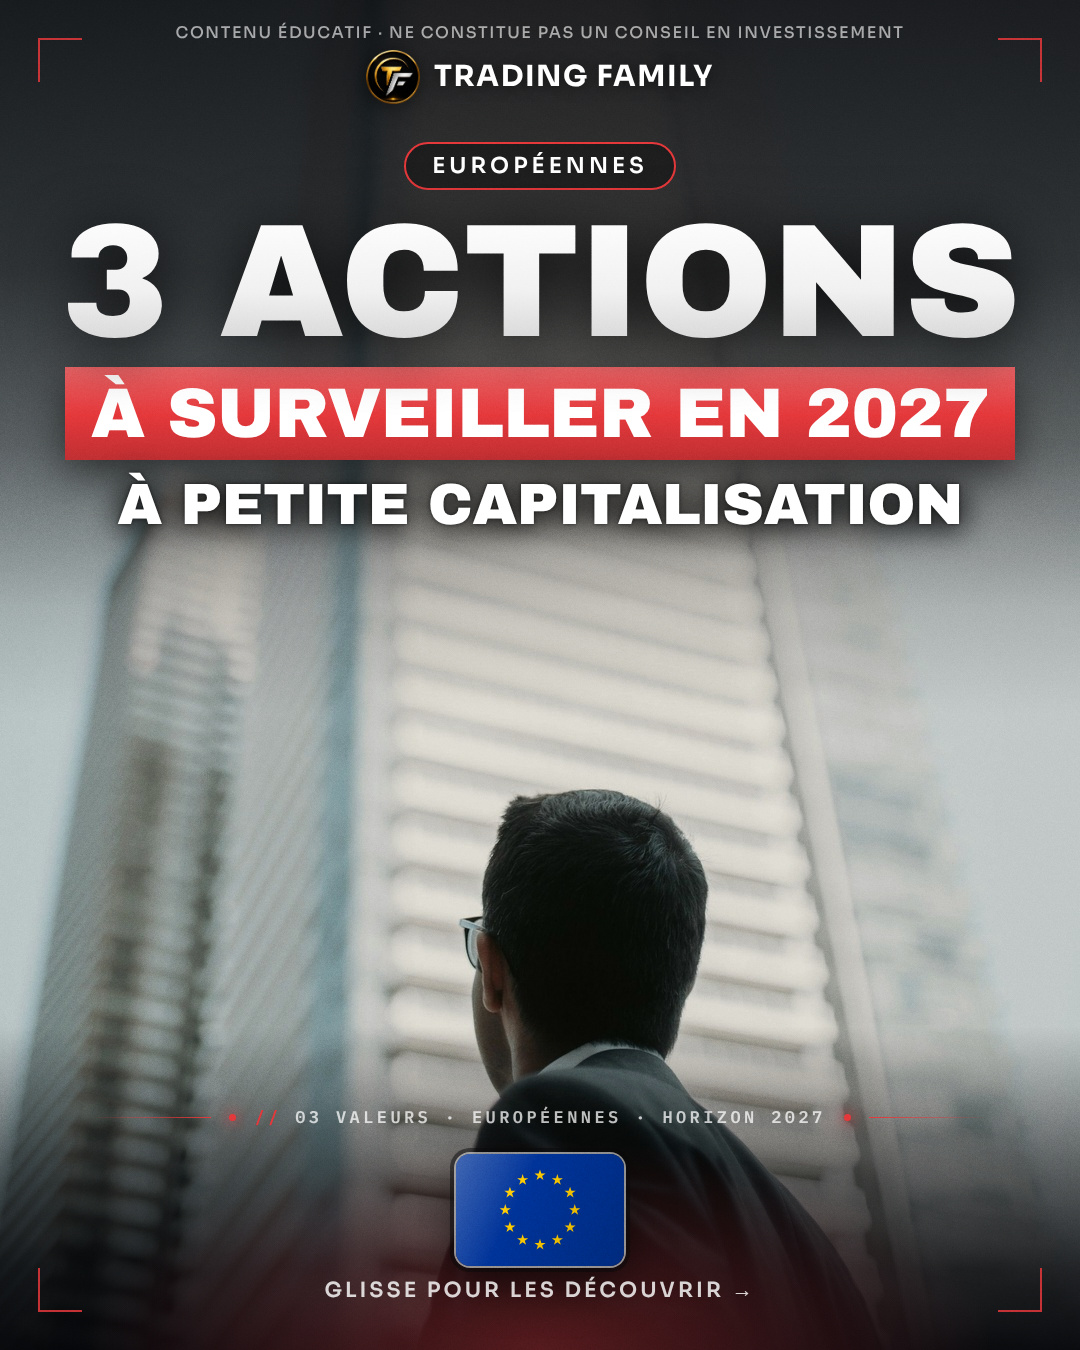 CONTENU ÉDUCATIF · NE CONSTITUE PAS UN CONSEIL EN INVESTISSEMENT
TF TRADING FAMILY
EUROPÉENNES
3 ACTIONS
À SURVEILLER EN 2027
À PETITE CAPITALISATION
// 03 VALEURS · EUROPÉENNES · HORIZON 2027
GLISSE POUR LES DÉCOUVRIR →